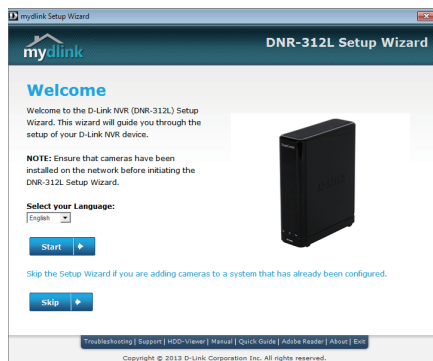 mydlink Setup Wizard
mydlink
DNR-312L Setup Wizard
Welcome
Welcome to the D-Link NVR (DNR-312L) Setup
Wizard. This wizard will guide you through the
setup of your D-Link NVR device.
NOTE: Ensure that cameras have been
installed on the network before initiating the
DNR-312L Setup Wizard.
Select your Language:
English
Start
Skip the Setup Wizard if you are adding cameras to a system that has already been configured.
Skip
Troubleshooting | Support | HDD-Viewer | Manual | Quick Guide | Adobe Reader | About | Exit
Copyright © 2013 D-Link Corporation Inc. All rights reserved.